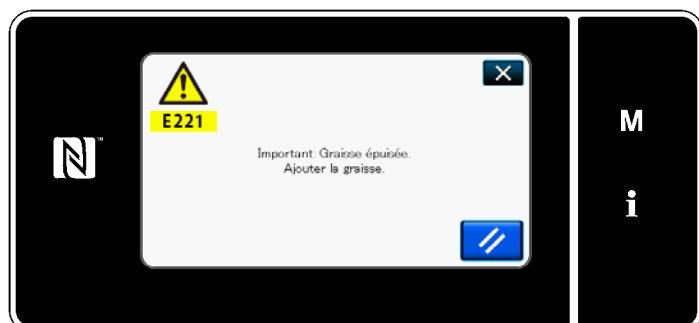 E221
Important: Graisse épuisée.
Ajouter la graisse.
M
i